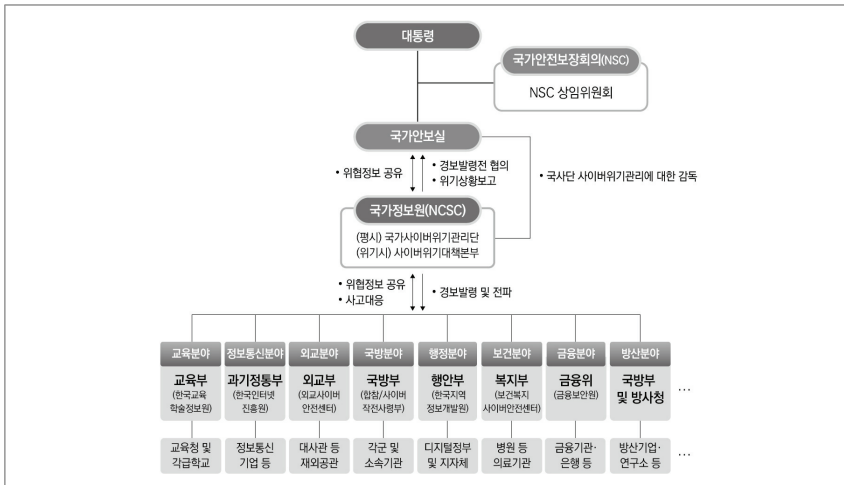 대통령
국가안전보장회의(NSC)
NSC 상임위원회
국가안보실
• 위협정보 공유
• 경보발령전 협의
• 위기상황보고
• 국사단 사이버위기관리에 대한 감독
국가정보원(NCSC)
(평시) 국가사이버위기관리단
(위기시) 사이버위기대책본부
• 위협정보 공유
• 사고대응
• 경보발령 및 전파
교육분야
정보통신분야
외교분야
국방분야
행정분야
보건분야
금융분야
방산분야
교육부
(한국교육
학술정보원)
과기정통부
(한국인터넷
진흥원)
외교부
(외교사이버
안전센터)
국방부
(합참/사이버
작전사령부)
행안부
(한국지역
정보개발원)
복지부
(보건복지
사이버안전센터)
금융위
(금융보안원)
국방부
및 방사청
...
교육청 및
각급학교
정보통신
기업 등
대사관 등
재외공관
각군 및
소속기관
디지털정부
및 지자체
병원 등
의료기관
금융기관·
은행 등
방산기업·
연구소 등
...